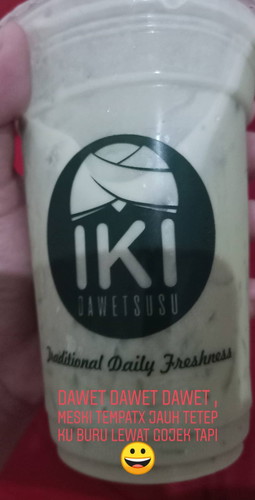 IKI
DAWETSUSU
Traditional Daily Freshness
DAWET DAWET DAWET ,
MESKI TEMPATX JAUH TETEP
KU BURU LEWAT GOJEK TAPI
😀